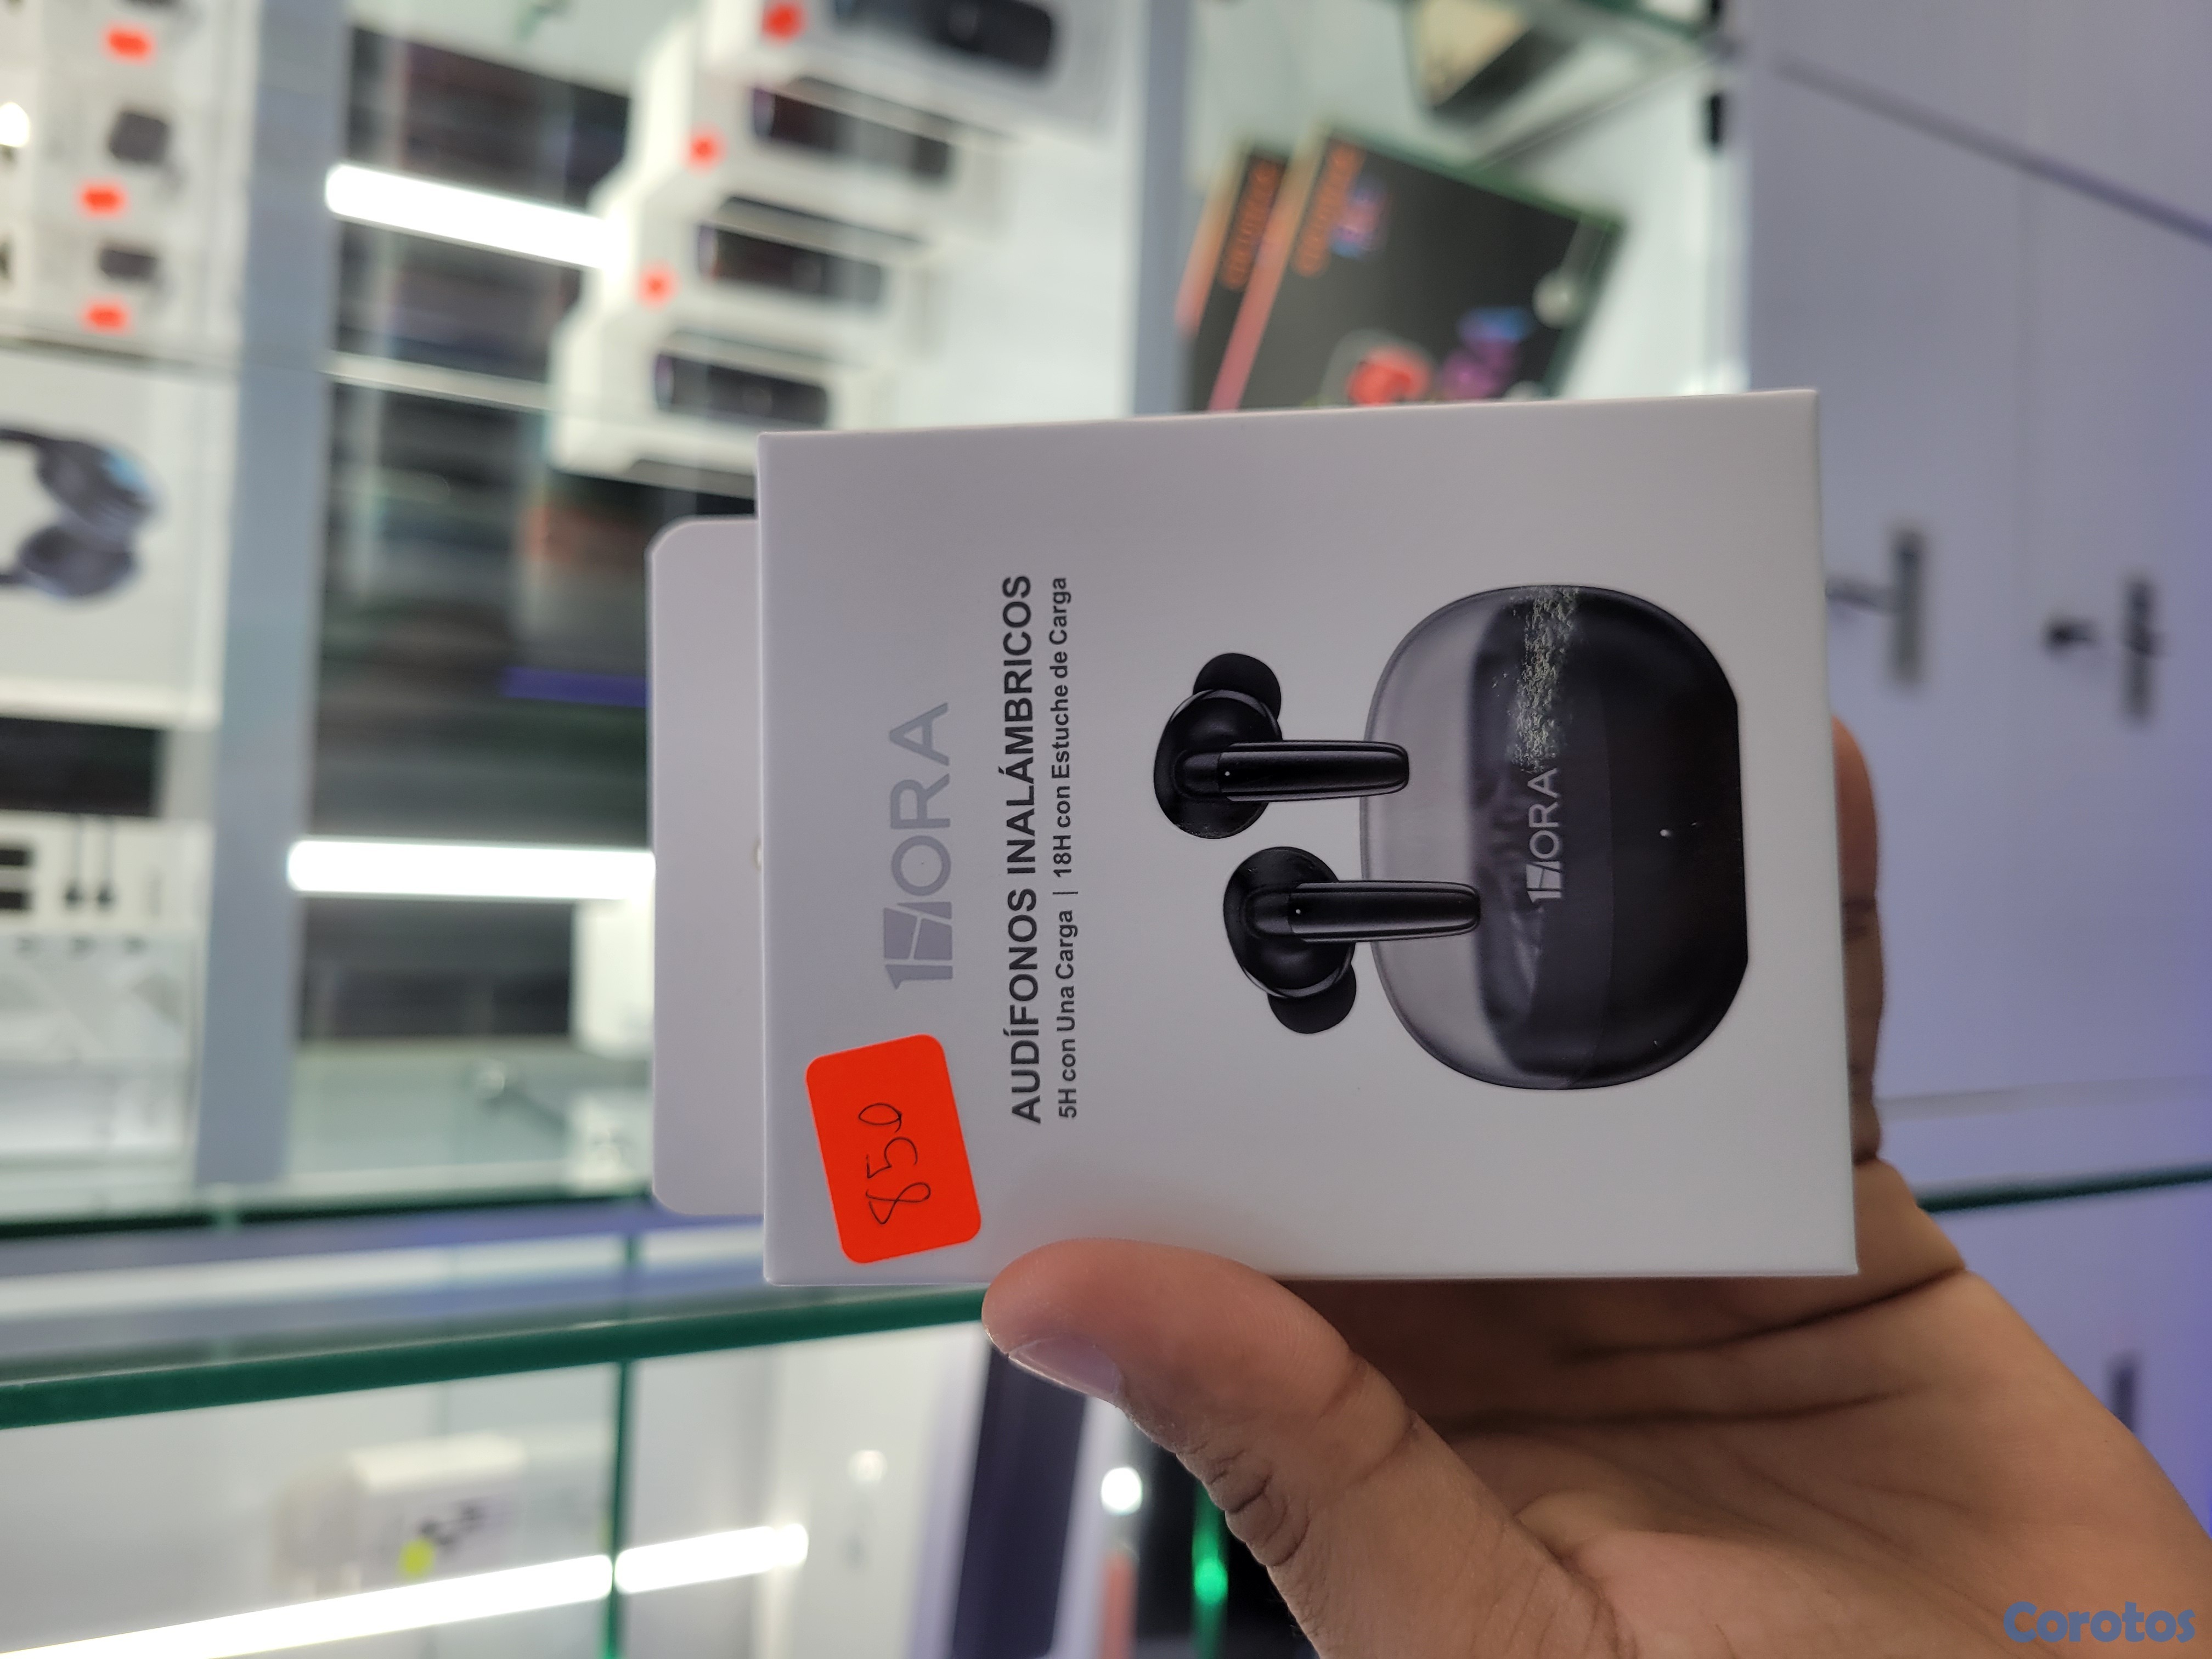 1HORA
AUDÍFONOS INALÁMBRICOS
5H con Una Carga | 18H con Estuche de Carga
850
1HORA
Corotos